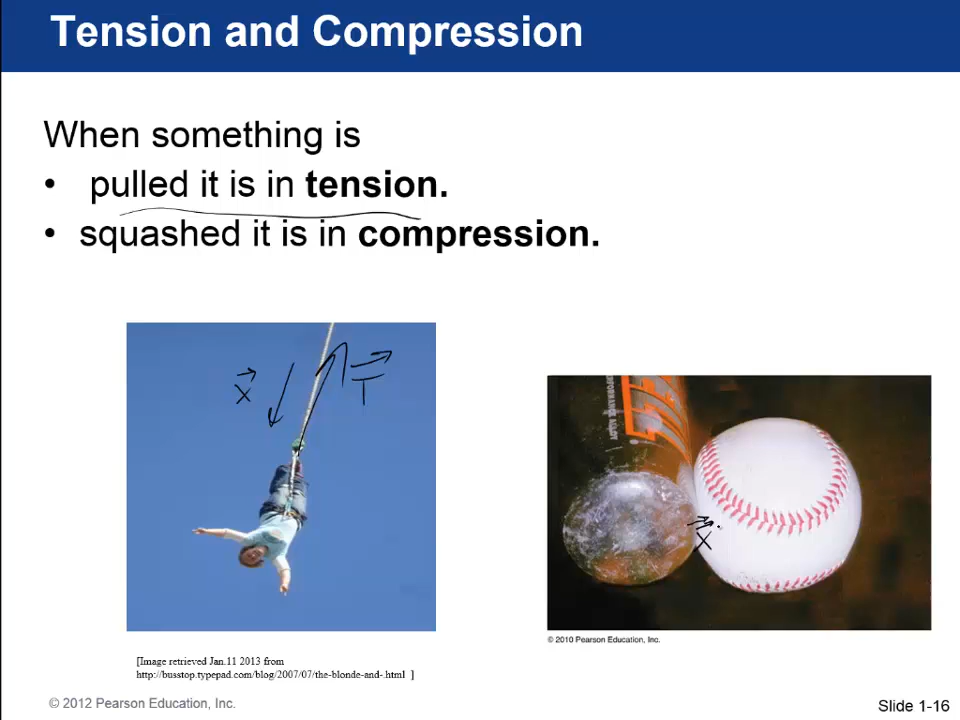 Tension and Compression
When something is
• pulled it is in tension.
• squashed it is in compression.
x
T
PERFORMANCE ALLOY
x
© 2010 Pearson Education, Inc.
[Image retrieved Jan.11 2013 from
http://busstop.typepad.com/blog/2007/07/the-blonde-and-.html ]
© 2012 Pearson Education, Inc.
Slide 1-16